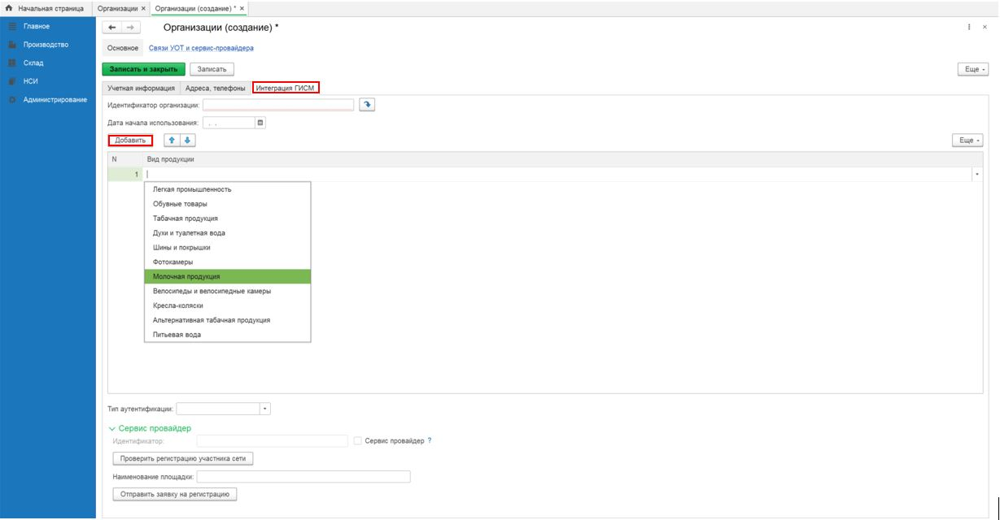 Начальная страница
Организации ×
Организации (создание) * ×
Главное
Производство
Склад
НСИ
Администрирование
Организации (создание) *
Основное
Связи УОТ и сервис-провайдера
Записать и закрыть
Записать
Еще
Учетная информация
Адреса, телефоны
Интеграция ГИСМ
Идентификатор организации:
Дата начала использования:
. .
Добавить
Еще
N
Вид продукции
1
Легкая промышленность
Обувные товары
Табачная продукция
Духи и туалетная вода
Шины и покрышки
Фотокамеры
Молочная продукция
Велосипеды и велосипедные камеры
Кресла-коляски
Альтернативная табачная продукция
Питьевая вода
Тип аутентификации:
Сервис провайдер
Идентификатор:
Сервис провайдер ?
Проверить регистрацию участника сети
Наименование площадки:
Отправить заявку на регистрацию